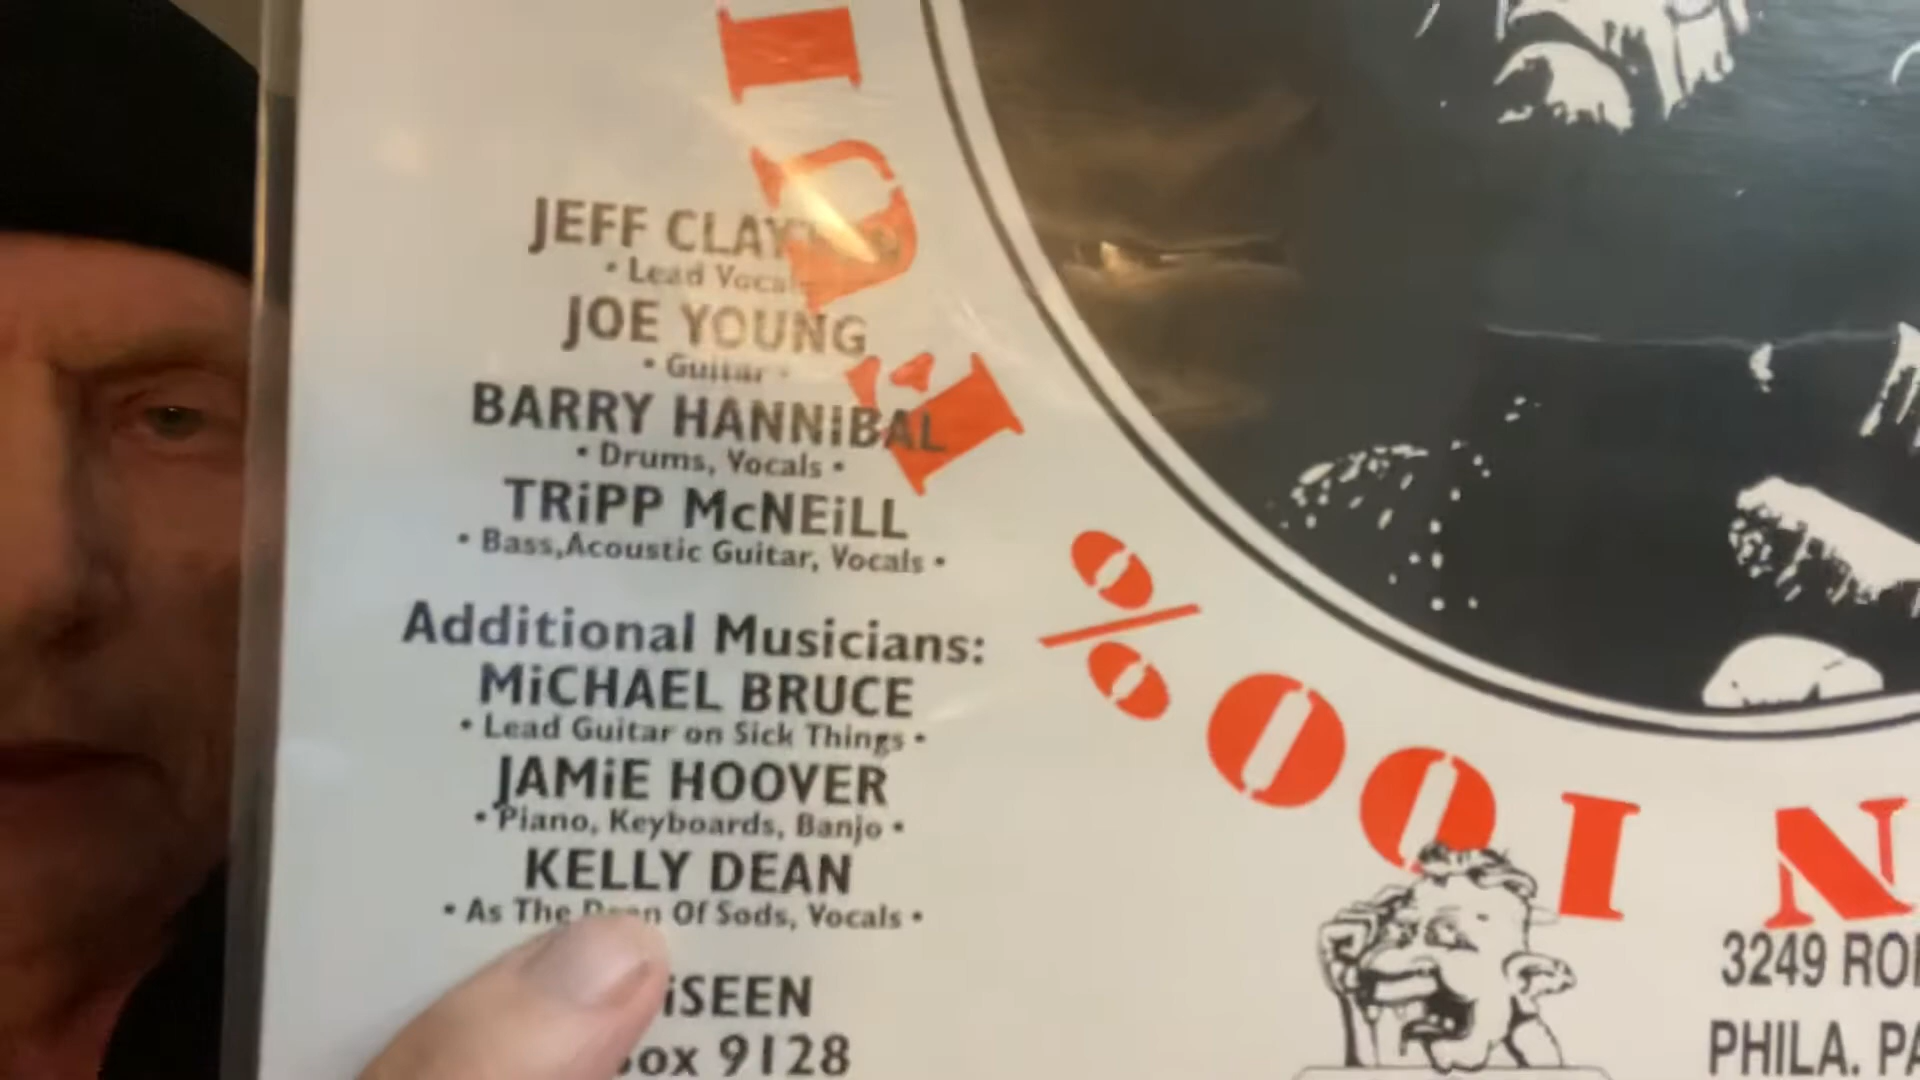 JEFF
• Lead Vocals
JOE YOUNG
• Guitar •
BARRY HANNiBAL
• Drums, Vocals •
TRiPP McNEiLL
• Bass,Acoustic Guitar, Vocals •
Additional Musicians:
MiCHAEL BRUCE
• Lead Guitar on Sick Things •
JAMiE HOOVER
• Piano, Keyboards, Banjo •
KELLY DEAN
• As The Of Sods, Vocals •
9128
100%
N
3249
PHILA.